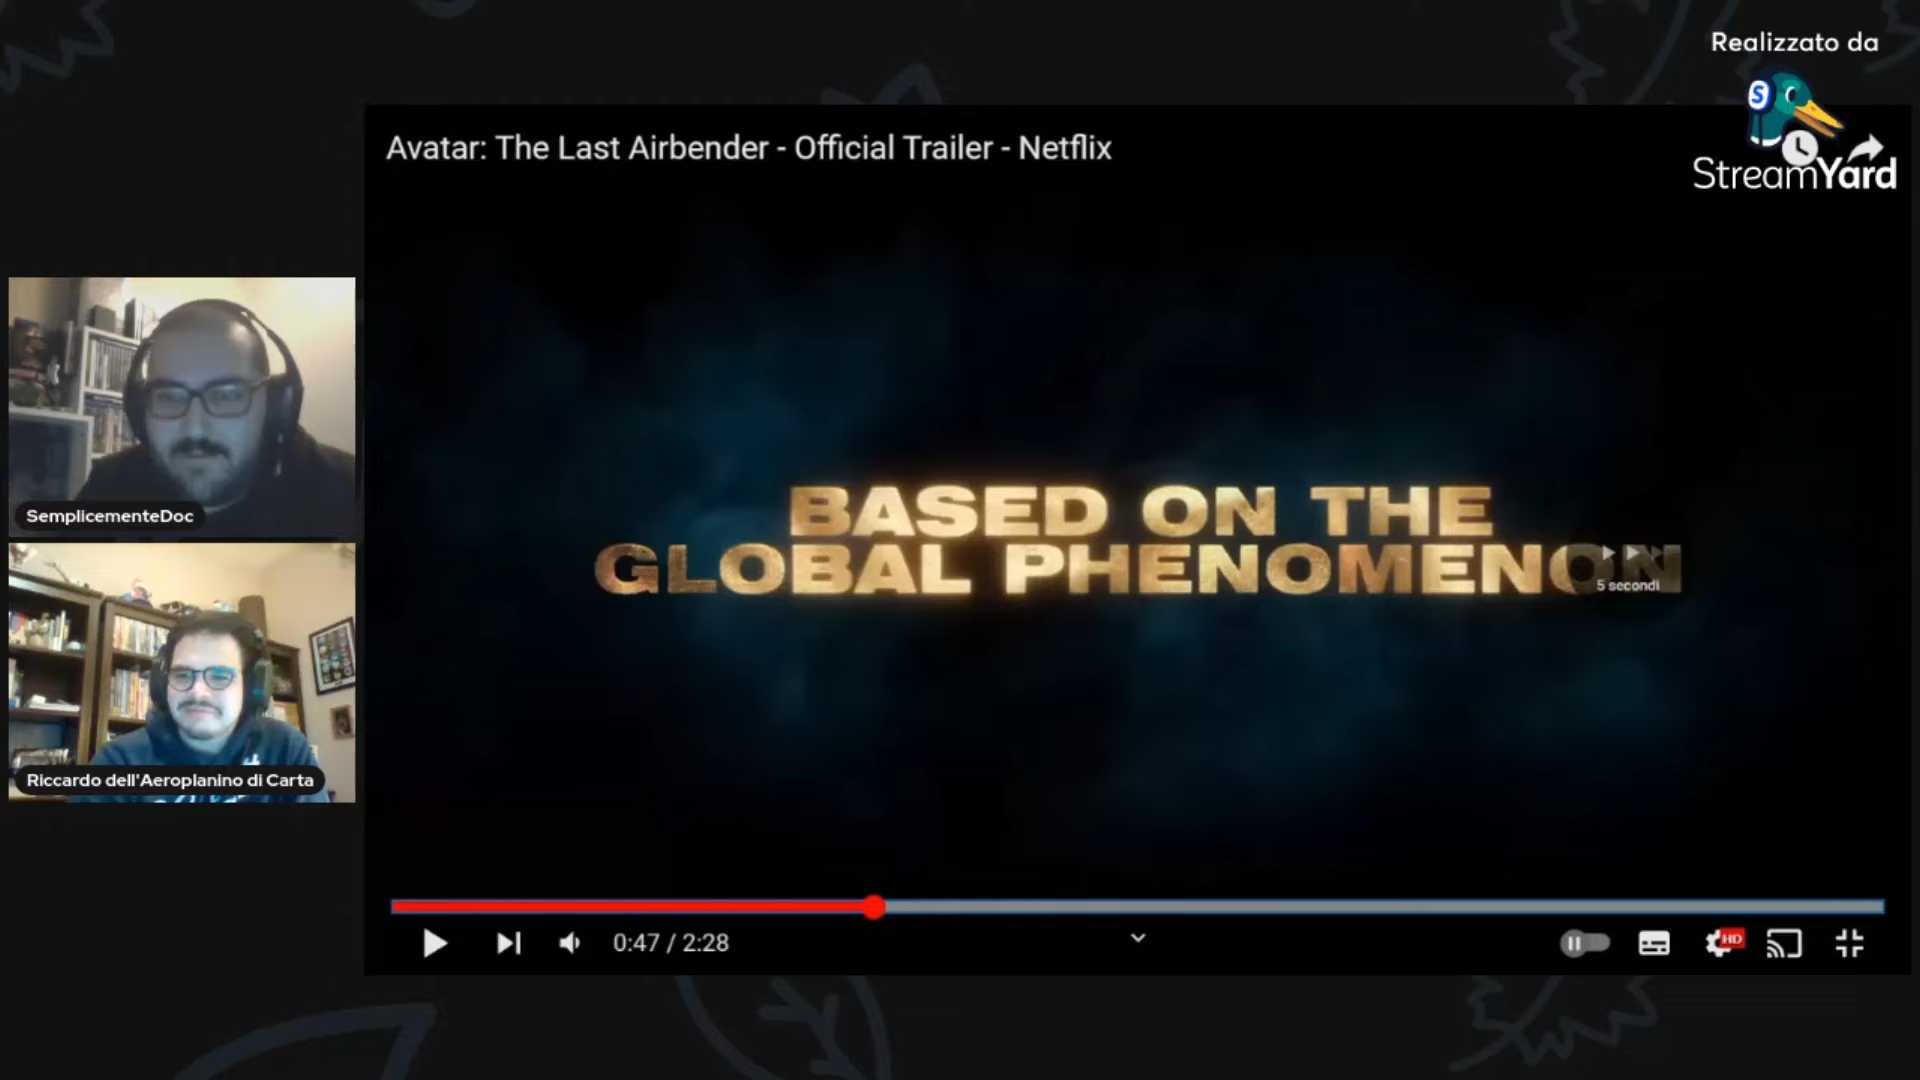 Realizzato da
S
StreamYard
Avatar: The Last Airbender - Official Trailer - Netflix
SemplicementeDoc
BASED ON THE
GLOBAL PHENOMENON
5 secondi
Riccardo dell'Aeroplanino di Carta
0:47 / 2:28
HD